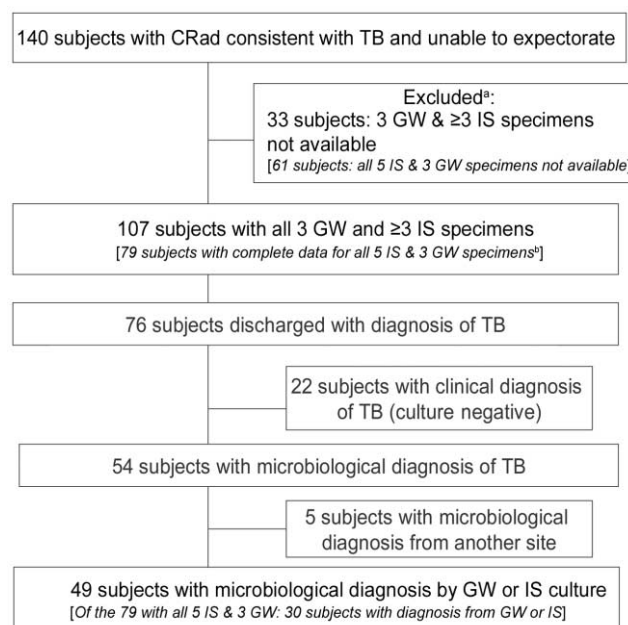 140 subjects with CRad consistent with TB and unable to expectorate
Excludedᵃ:
33 subjects: 3 GW & ≥3 IS specimens
not available
[61 subjects: all 5 IS & 3 GW specimens not available]
107 subjects with all 3 GW and ≥3 IS specimens
[79 subjects with complete data for all 5 IS & 3 GW specimensᵇ]
76 subjects discharged with diagnosis of TB
22 subjects with clinical diagnosis
of TB (culture negative)
54 subjects with microbiological diagnosis of TB
5 subjects with microbiological
diagnosis from another site
49 subjects with microbiological diagnosis by GW or IS culture
[Of the 79 with all 5 IS & 3 GW: 30 subjects with diagnosis from GW or IS]